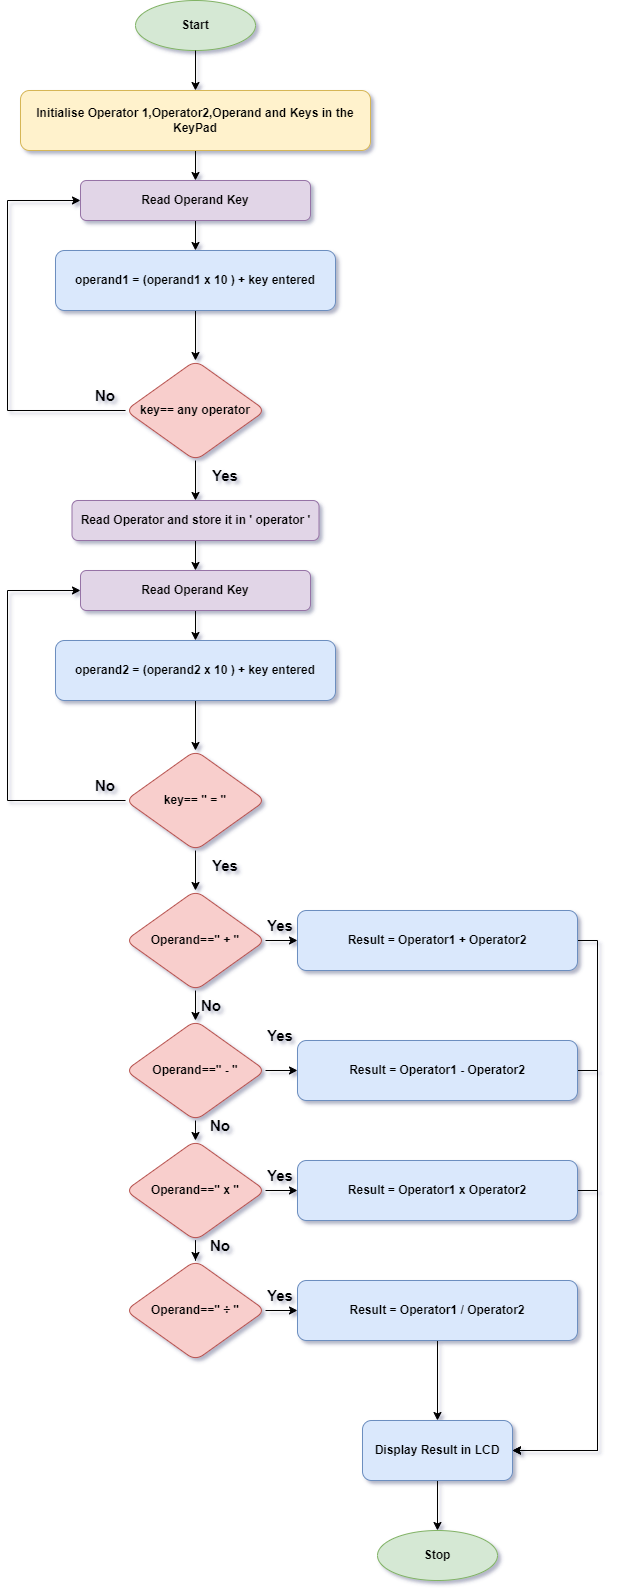 Start
Initialise Operator 1,Operator2,Operand and Keys in the
KeyPad
Read Operand Key
operand1 = (operand1 x 10 ) + key entered
No
key== any operator
Yes
Read Operator and store it in ' operator '
Read Operand Key
operand2 = (operand2 x 10 ) + key entered
No
key== " = "
Yes
Operand==" + "
Yes
Result = Operator1 + Operator2
No
Yes
Operand==" - "
Result = Operator1 - Operator2
No
Yes
Operand==" x "
Result = Operator1 x Operator2
No
Yes
Operand==" ÷ "
Result = Operator1 / Operator2
Display Result in LCD
Stop